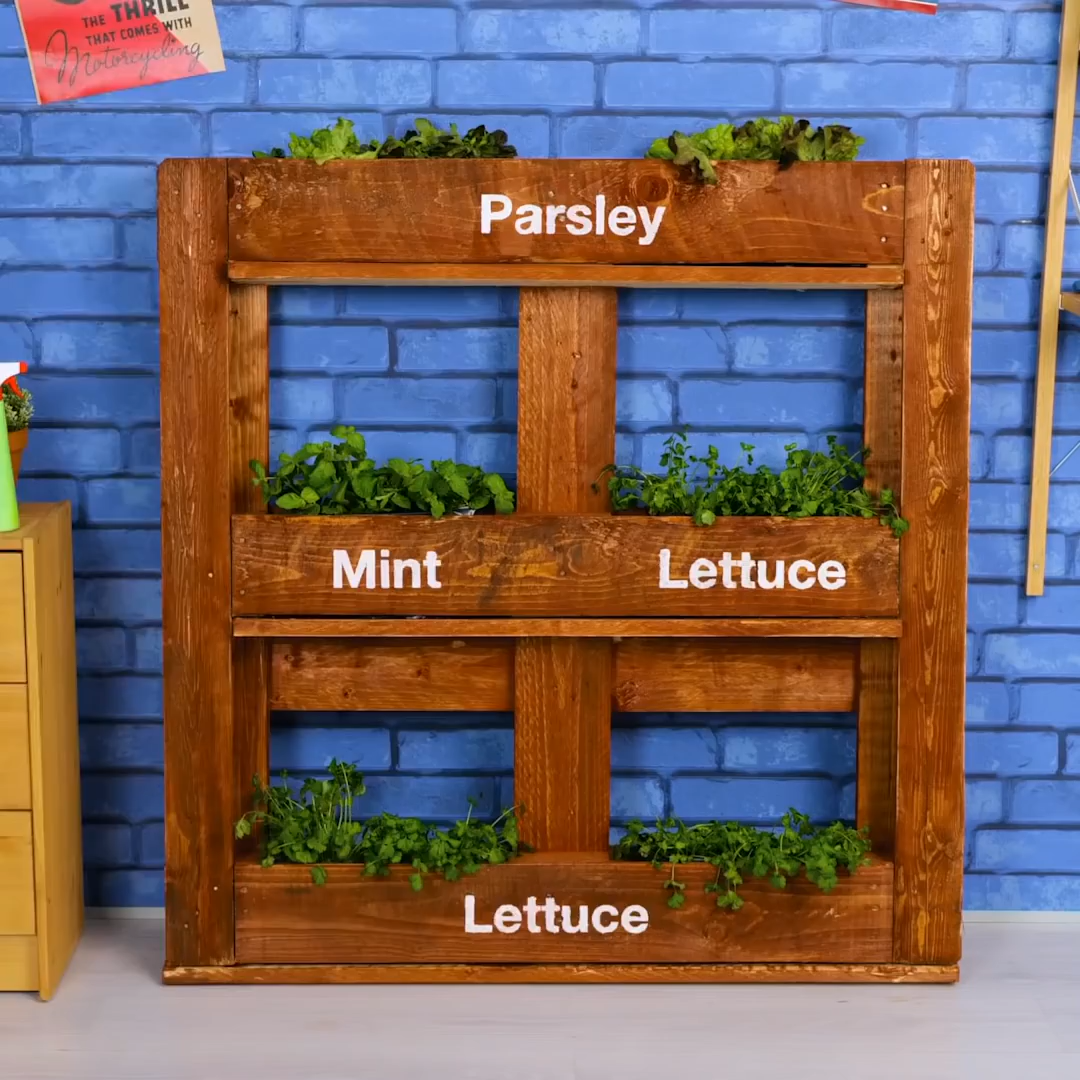 THE THRILL
THAT COMES WITH
Motorcycling
Parsley
Mint
Lettuce
Lettuce